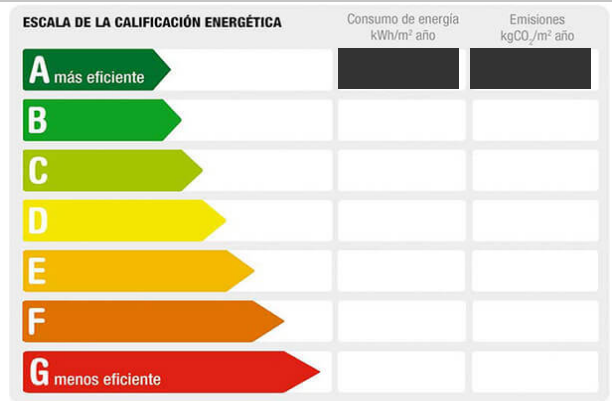 ESCALA DE LA CALIFICACIÓN ENERGÉTICA
Consumo de energía
kWh/m² año
Emisiones
kgCO₂/m² año
A más eficiente
B
C
D
E
F
G menos eficiente